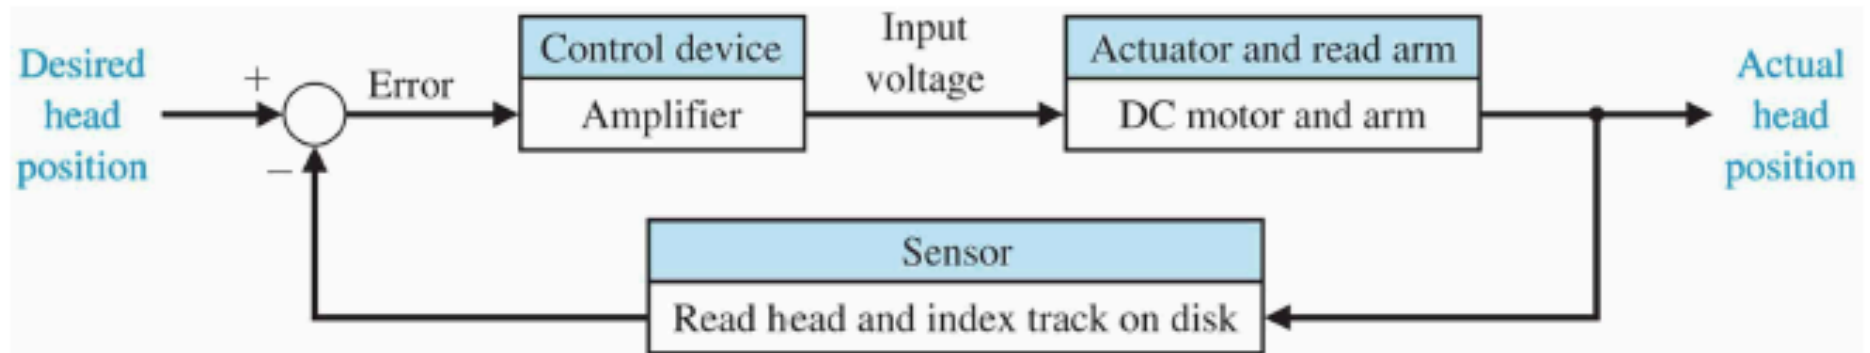 Desired
head
position
+
−
Error
Control device
Amplifier
Input
voltage
Actuator and read arm
DC motor and arm
Actual
head
position
Sensor
Read head and index track on disk